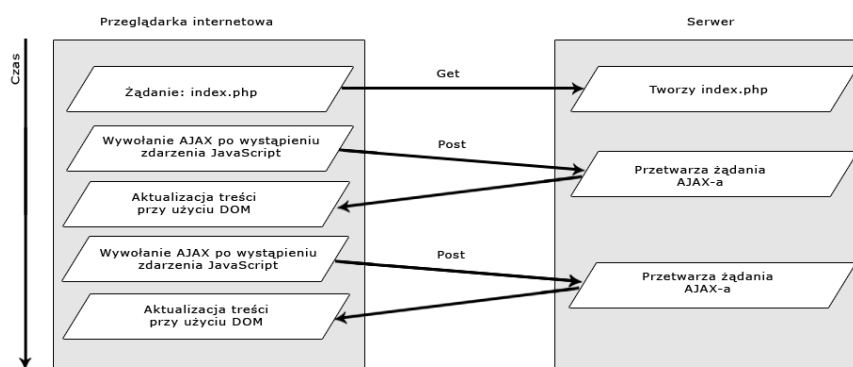 Przeglądarka internetowa
Serwer
Czas
Żądanie: index.php
Get
Tworzy index.php
Wywołanie AJAX po wystąpieniu
zdarzenia JavaScript
Post
Przetwarza żądania
AJAX-a
Aktualizacja treści
przy użyciu DOM
Wywołanie AJAX po wystąpieniu
zdarzenia JavaScript
Post
Przetwarza żądania
AJAX-a
Aktualizacja treści
przy użyciu DOM